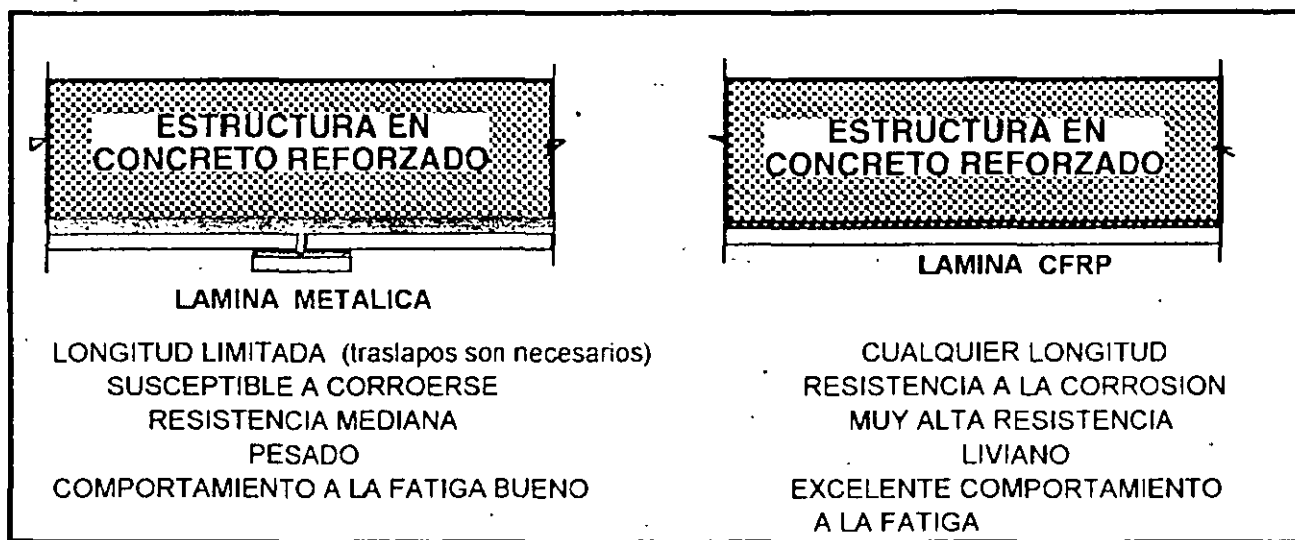 ESTRUCTURA EN
CONCRETO REFORZADO
LAMINA METALICA
LONGITUD LIMITADA (traslapos son necesarios)
SUSCEPTIBLE A CORROERSE
RESISTENCIA MEDIANA
PESADO
COMPORTAMIENTO A LA FATIGA BUENO
ESTRUCTURA EN
CONCRETO REFORZADO
LAMINA CFRP
CUALQUIER LONGITUD
RESISTENCIA A LA CORROSION
MUY ALTA RESISTENCIA
LIVIANO
EXCELENTE COMPORTAMIENTO
A LA FATIGA